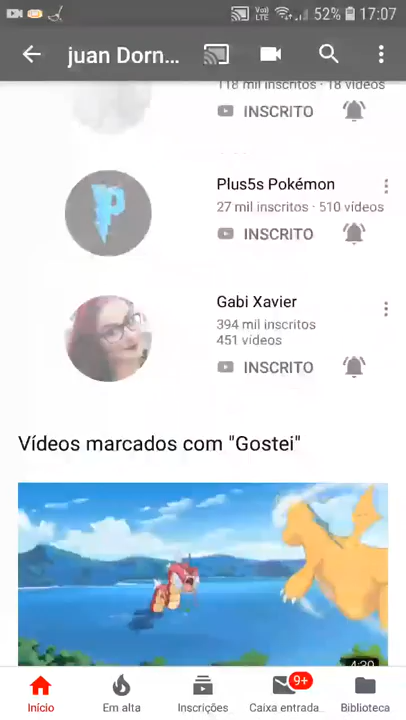 Vo) LTE 52% 17:07
juan Dorn...
118 mil inscritos · 18 vídeos
INSCRITO
Plus5s Pokémon
27 mil inscritos · 510 vídeos
INSCRITO
Gabi Xavier
394 mil inscritos
451 vídeos
INSCRITO
Vídeos marcados com "Gostei"
4:30
9+
Início
Em alta
Inscrições
Caixa entrada...
Biblioteca